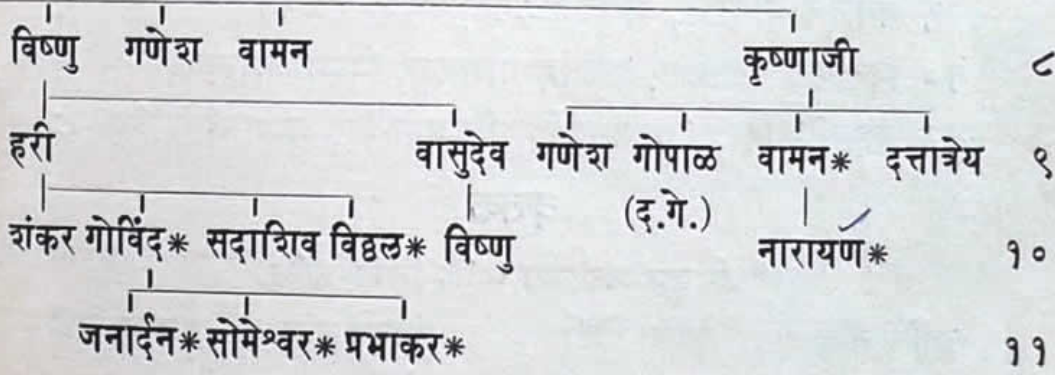 विष्णु गणेश वामन कृष्णाजी ८
हरी वासुदेव गणेश गोपाळ वामन* दत्तात्रेय ९
(द.गे.)
शंकर गोविंद* सदाशिव विठ्ठल* विष्णु नारायण* १०
जनार्दन* सोमेश्वर* प्रभाकर* ११